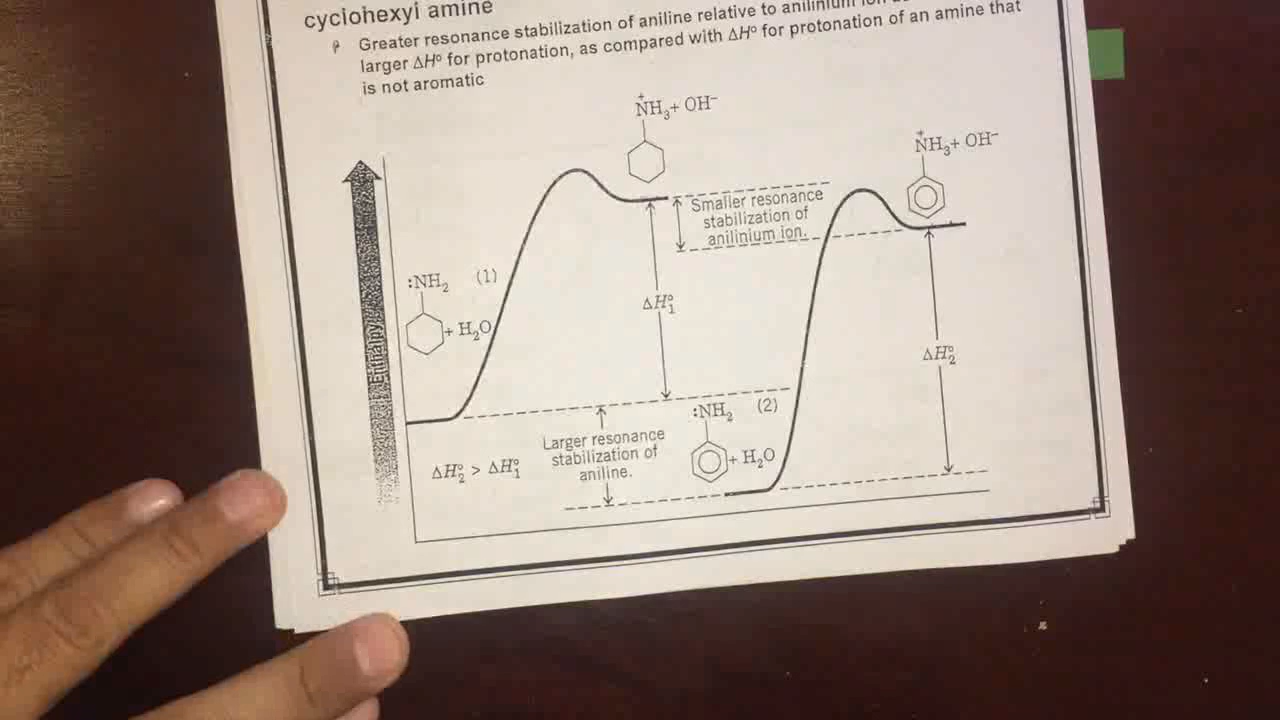 cyclohexyl amine
Greater resonance stabilization of aniline relative to anilinium ion
larger ΔH° for protonation, as compared with ΔH° for protonation of an amine that
is not aromatic
N⁺H₃ + OH⁻
N⁺H₃ + OH⁻
Smaller resonance
stabilization of
anilinium ion.
:NH₂ (1)
+ H₂O
ΔH°₁
ΔH°₂
Enthalpy
:NH₂ (2)
+ H₂O
Larger resonance
stabilization of
aniline.
ΔH°₂ > ΔH°₁